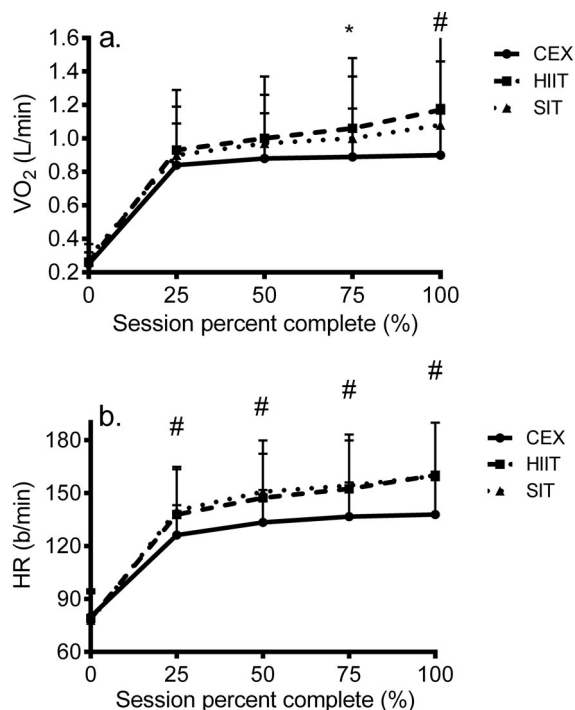 a.
*
#
1.6
1.4
1.2
1.0
0.8
0.6
0.4
0.2
VO₂ (L/min)
0 25 50 75 100
Session percent complete (%)
CEX
HIIT
SIT
b.
# # # #
180
150
120
90
60
HR (b/min)
0 25 50 75 100
Session percent complete (%)
CEX
HIIT
SIT